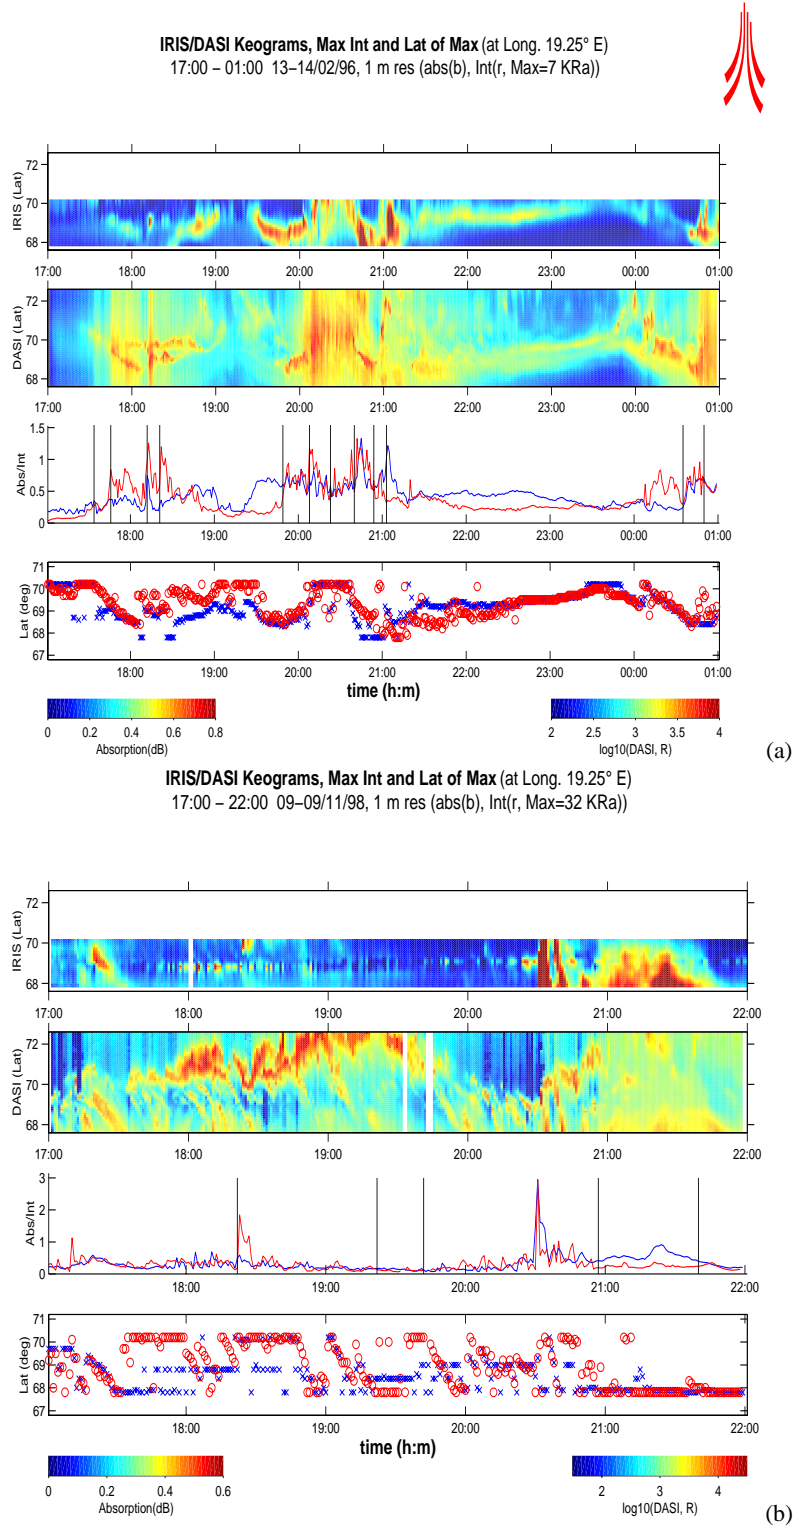 IRIS/DASI Keograms, Max Int and Lat of Max (at Long. 19.25° E)
17:00 – 01:00 13–14/02/96, 1 m res (abs(b), Int(r, Max=7 KRa))
IRIS (Lat)
72
70
68
17:00 18:00 19:00 20:00 21:00 22:00 23:00 00:00 01:00
DASI (Lat)
72
70
68
17:00 18:00 19:00 20:00 21:00 22:00 23:00 00:00 01:00
Abs/Int
1.5
1
0.5
0
18:00 19:00 20:00 21:00 22:00 23:00 00:00 01:00
Lat (deg)
71
70
69
68
67
18:00 19:00 20:00 21:00 22:00 23:00 00:00 01:00
time (h:m)
0 0.2 0.4 0.6 0.8
Absorption(dB)
2 2.5 3 3.5 4
log10(DASI, R)
(a)
IRIS/DASI Keograms, Max Int and Lat of Max (at Long. 19.25° E)
17:00 – 22:00 09–09/11/98, 1 m res (abs(b), Int(r, Max=32 KRa))
IRIS (Lat)
72
70
68
17:00 18:00 19:00 20:00 21:00 22:00
DASI (Lat)
72
70
68
17:00 18:00 19:00 20:00 21:00 22:00
Abs/Int
3
2
1
0
18:00 19:00 20:00 21:00 22:00
Lat (deg)
71
70
69
68
67
18:00 19:00 20:00 21:00 22:00
time (h:m)
0 0.2 0.4 0.6
Absorption(dB)
2 3 4
log10(DASI, R)
(b)